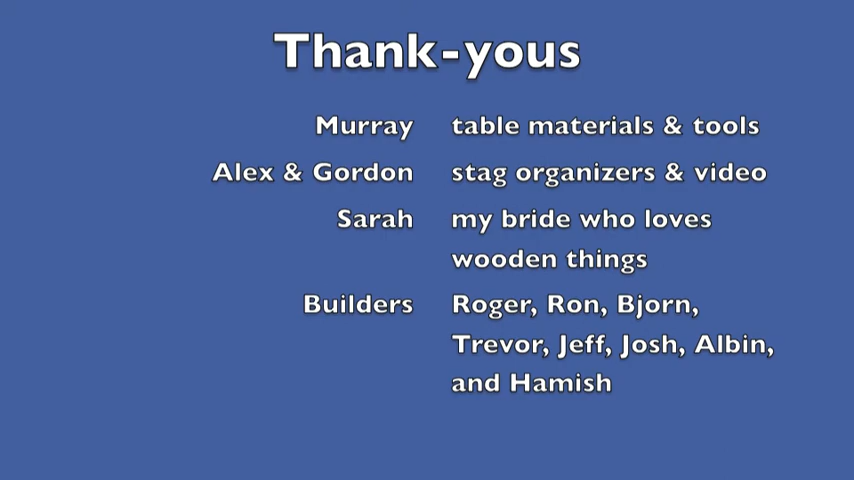 Thank-yous
Murray table materials & tools
Alex & Gordon stag organizers & video
Sarah my bride who loves
wooden things
Builders Roger, Ron, Bjorn,
Trevor, Jeff, Josh, Albin,
and Hamish